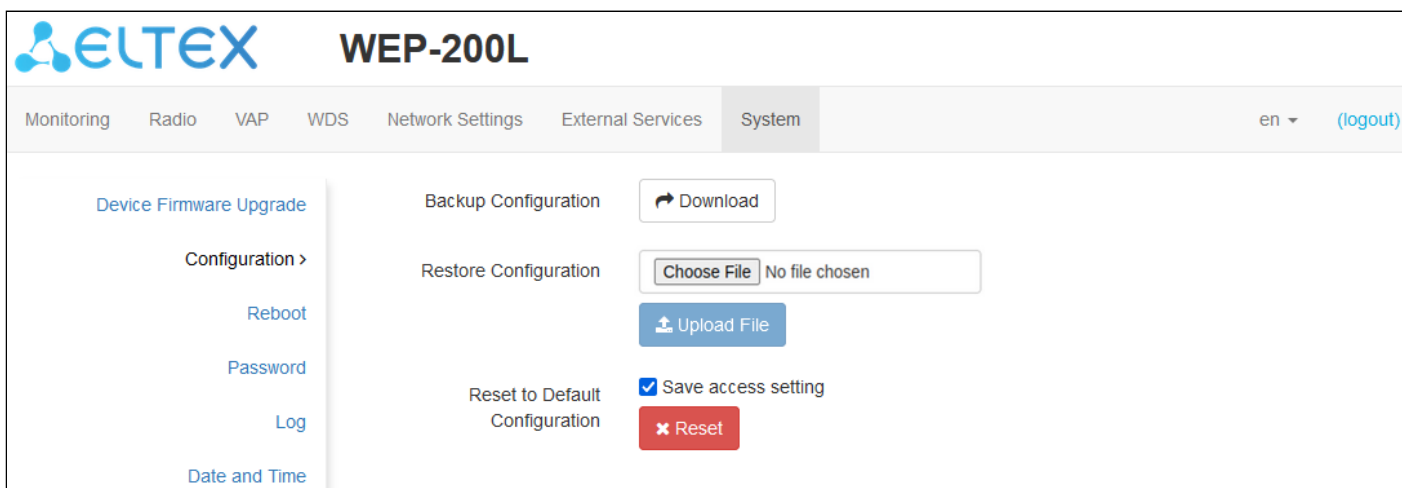 ELTEX WEP-200L
Monitoring Radio VAP WDS Network Settings External Services System en (logout)
Device Firmware Upgrade
Configuration >
Reboot
Password
Log
Date and Time
Backup Configuration Download
Restore Configuration Choose File No file chosen
Upload File
Reset to Default
Configuration
Save access setting
Reset